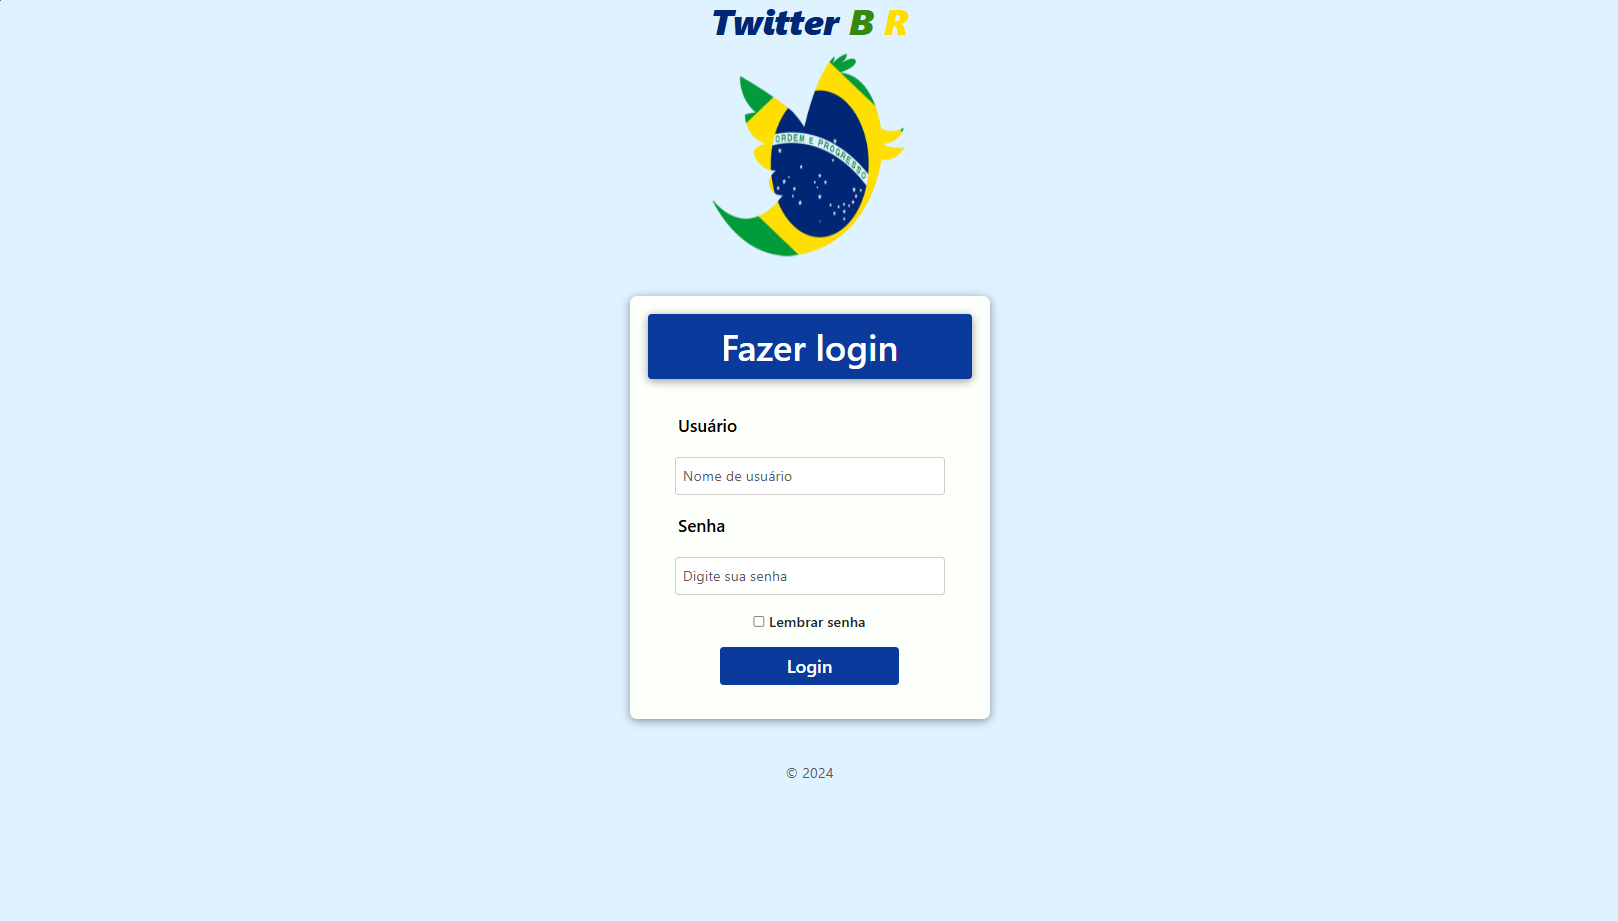 Twitter B R
ORDEM E PROGRESSO
Fazer login
Usuário
Nome de usuário
Senha
Digite sua senha
Lembrar senha
Login
© 2024